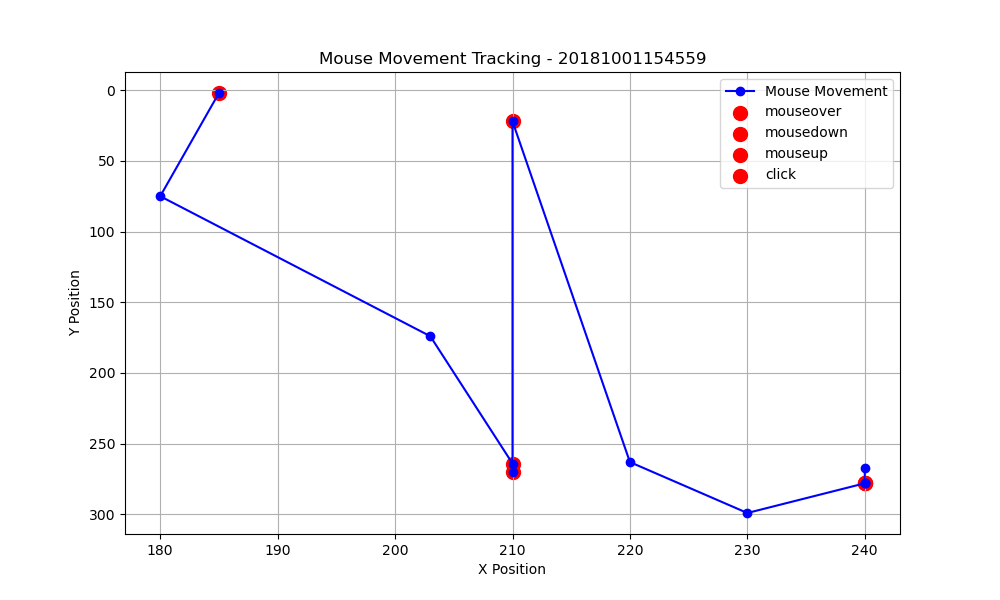 Mouse Movement Tracking - 20181001154559
Mouse Movement
mouseover
mousedown
mouseup
click
0
50
100
150
200
250
300
Y Position
180 190 200 210 220 230 240
X Position